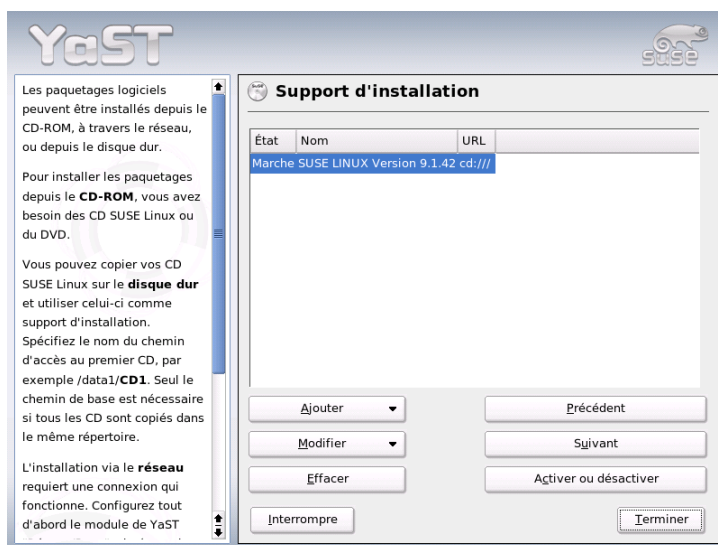 YaST
SUSE
Les paquetages logiciels
peuvent être installés depuis le
CD-ROM, à travers le réseau,
ou depuis le disque dur.
Pour installer les paquetages
depuis le CD-ROM, vous avez
besoin des CD SUSE Linux ou
du DVD.
Vous pouvez copier vos CD
SUSE Linux sur le disque dur
et utiliser celui-ci comme
support d'installation.
Spécifiez le nom du chemin
d'accès au premier CD, par
exemple /data1/CD1. Seul le
chemin de base est nécessaire
si tous les CD sont copiés dans
le même répertoire.
L'installation via le réseau
requiert une connexion qui
fonctionne. Configurez tout
d'abord le module de YaST
Support d'installation
État Nom URL
Marche SUSE LINUX Version 9.1.42 cd:///
Ajouter Précédent
Modifier Suivant
Effacer Activer ou désactiver
Interrompre Terminer